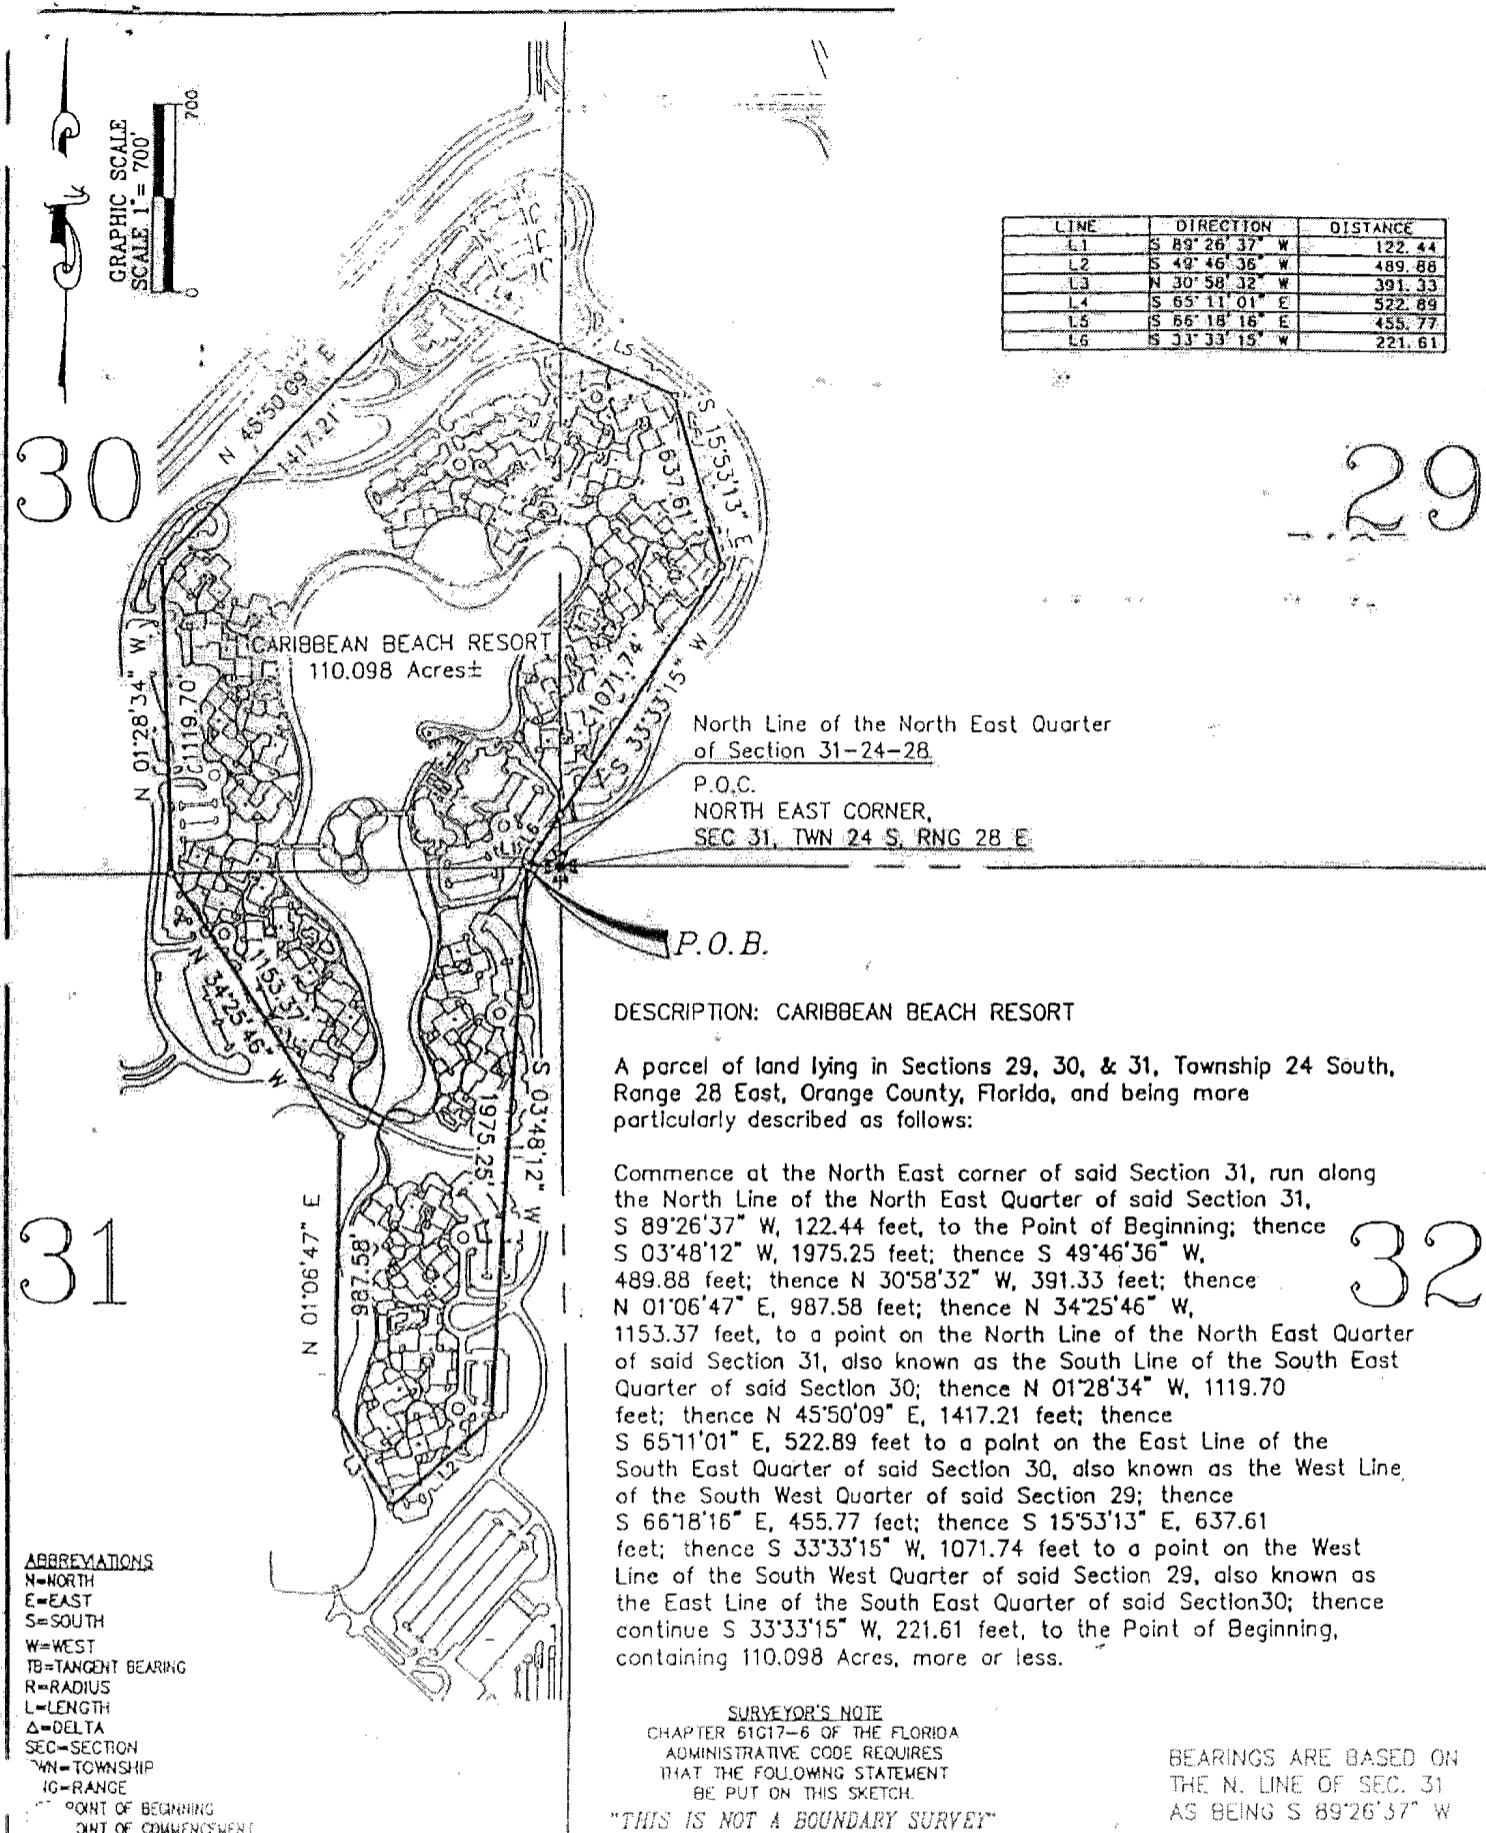 GRAPHIC SCALE
SCALE 1"= 700'
0
700
LINE DIRECTION DISTANCE
L1 S 89°26'37" W 122.44
L2 S 49°46'36" W 489.88
L3 N 30°58'32" W 391.33
L4 S 65°11'01" E 522.89
L5 S 66°18'16" E 455.77
L6 S 33°33'15" W 221.61
30
29
L4
L5
N 45°50'09" E
1417.21'
S 15°53'13" E
637.61'
CARIBBEAN BEACH RESORT
110.098 Acres±
N 01°28'34" W
1119.70'
1071.74'
S 33°33'15" W
North Line of the North East Quarter
of Section 31-24-28
P.O.C.
NORTH EAST CORNER,
SEC 31, TWN 24 S, RNG 28 E
L6
L1
P.O.B.
N 34°25'46" W
1153.37'
S 03°48'12" W
1975.25'
N 01°06'47" E
987.58'
L3
L2
31
32
DESCRIPTION: CARIBBEAN BEACH RESORT
A parcel of land lying in Sections 29, 30, & 31, Township 24 South,
Range 28 East, Orange County, Florida, and being more
particularly described as follows:
Commence at the North East corner of said Section 31, run along
the North Line of the North East Quarter of said Section 31,
S 89°26'37" W, 122.44 feet, to the Point of Beginning; thence
S 03°48'12" W, 1975.25 feet; thence S 49°46'36" W,
489.88 feet; thence N 30°58'32" W, 391.33 feet; thence
N 01°06'47" E, 987.58 feet; thence N 34°25'46" W,
1153.37 feet, to a point on the North Line of the North East Quarter
of said Section 31, also known as the South Line of the South East
Quarter of said Section 30; thence N 01°28'34" W, 1119.70
feet; thence N 45°50'09" E, 1417.21 feet; thence
S 65°11'01" E, 522.89 feet to a point on the East Line of the
South East Quarter of said Section 30, also known as the West Line
of the South West Quarter of said Section 29; thence
S 66°18'16" E, 455.77 feet; thence S 15°53'13" E, 637.61
feet; thence S 33°33'15" W, 1071.74 feet to a point on the West
Line of the South West Quarter of said Section 29, also known as
the East Line of the South East Quarter of said Section30; thence
continue S 33°33'15" W, 221.61 feet, to the Point of Beginning,
containing 110.098 Acres, more or less.
ABBREVIATIONS
N=NORTH
E=EAST
S=SOUTH
W=WEST
TB=TANGENT BEARING
R=RADIUS
L=LENGTH
Δ=DELTA
SEC=SECTION
WN=TOWNSHIP
G=RANGE
POINT OF BEGINNING
OINT OF COMMENCEMENT
SURVEYOR'S NOTE
CHAPTER 61G17-6 OF THE FLORIDA
ADMINISTRATIVE CODE REQUIRES
THAT THE FOLLOWING STATEMENT
BE PUT ON THIS SKETCH.
"THIS IS NOT A BOUNDARY SURVEY"
BEARINGS ARE BASED ON
THE N. LINE OF SEC. 31
AS BEING S 89°26'37" W